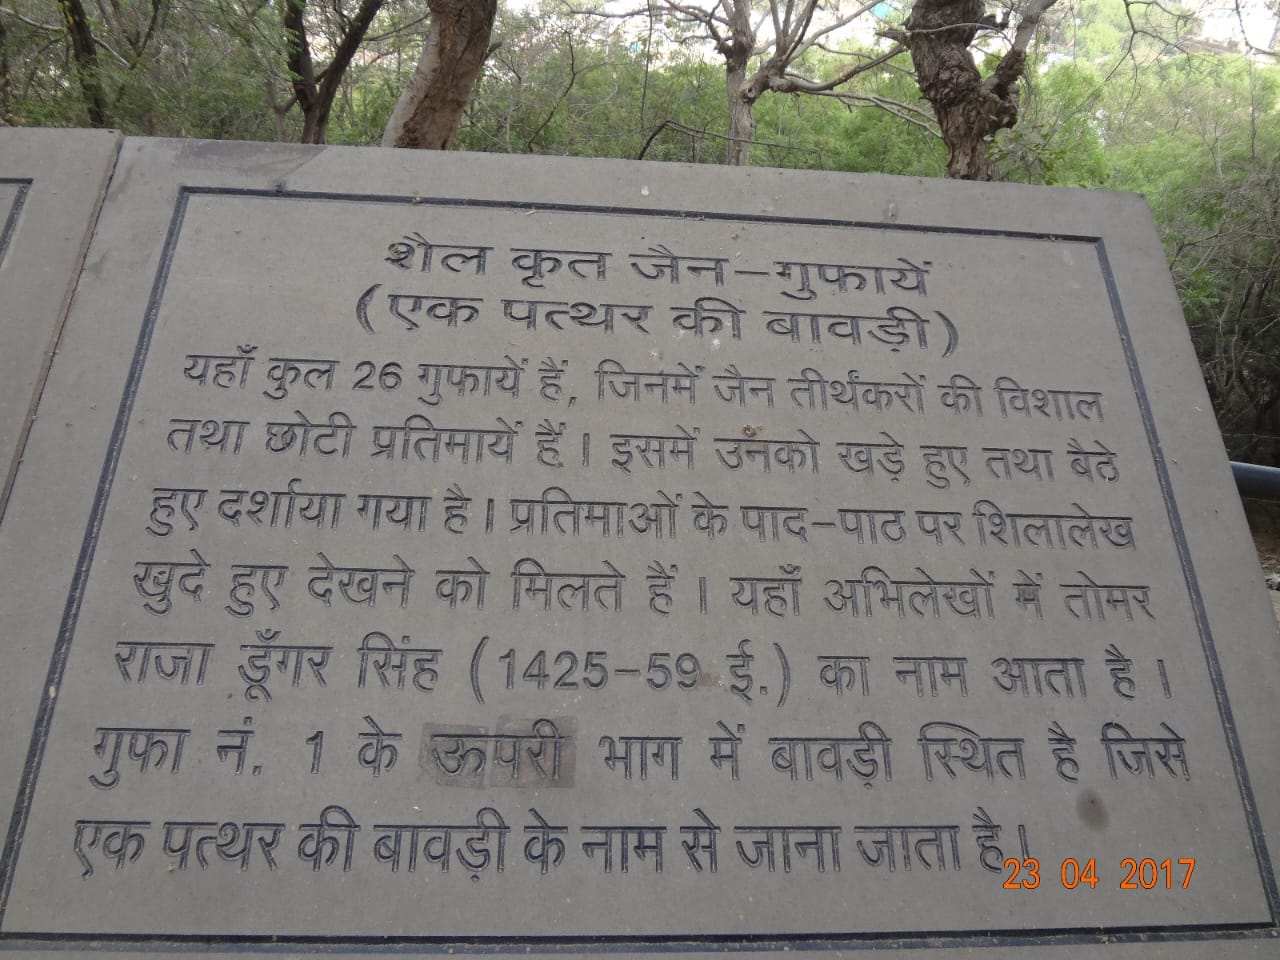 शैल कृत जैन-गुफायें
(एक पत्थर की बावड़ी)
यहाँ कुल 26 गुफायें हैं, जिनमें जैन तीर्थंकरों की विशाल
तथा छोटी प्रतिमायें हैं । इसमें उनको खड़े हुए तथा बैठे
हुए दर्शाया गया है । प्रतिमाओं के पाद-पाठ पर शिलालेख
खुदे हुए देखने को मिलते हैं । यहाँ अभिलेखों में तोमर
राजा डूँगर सिंह (1425-59 ई.) का नाम आता है ।
गुफा नं. 1 के ऊपरी भाग में बावड़ी स्थित है जिसे
एक पत्थर की बावड़ी के नाम से जाना जाता है।
23 04 2017